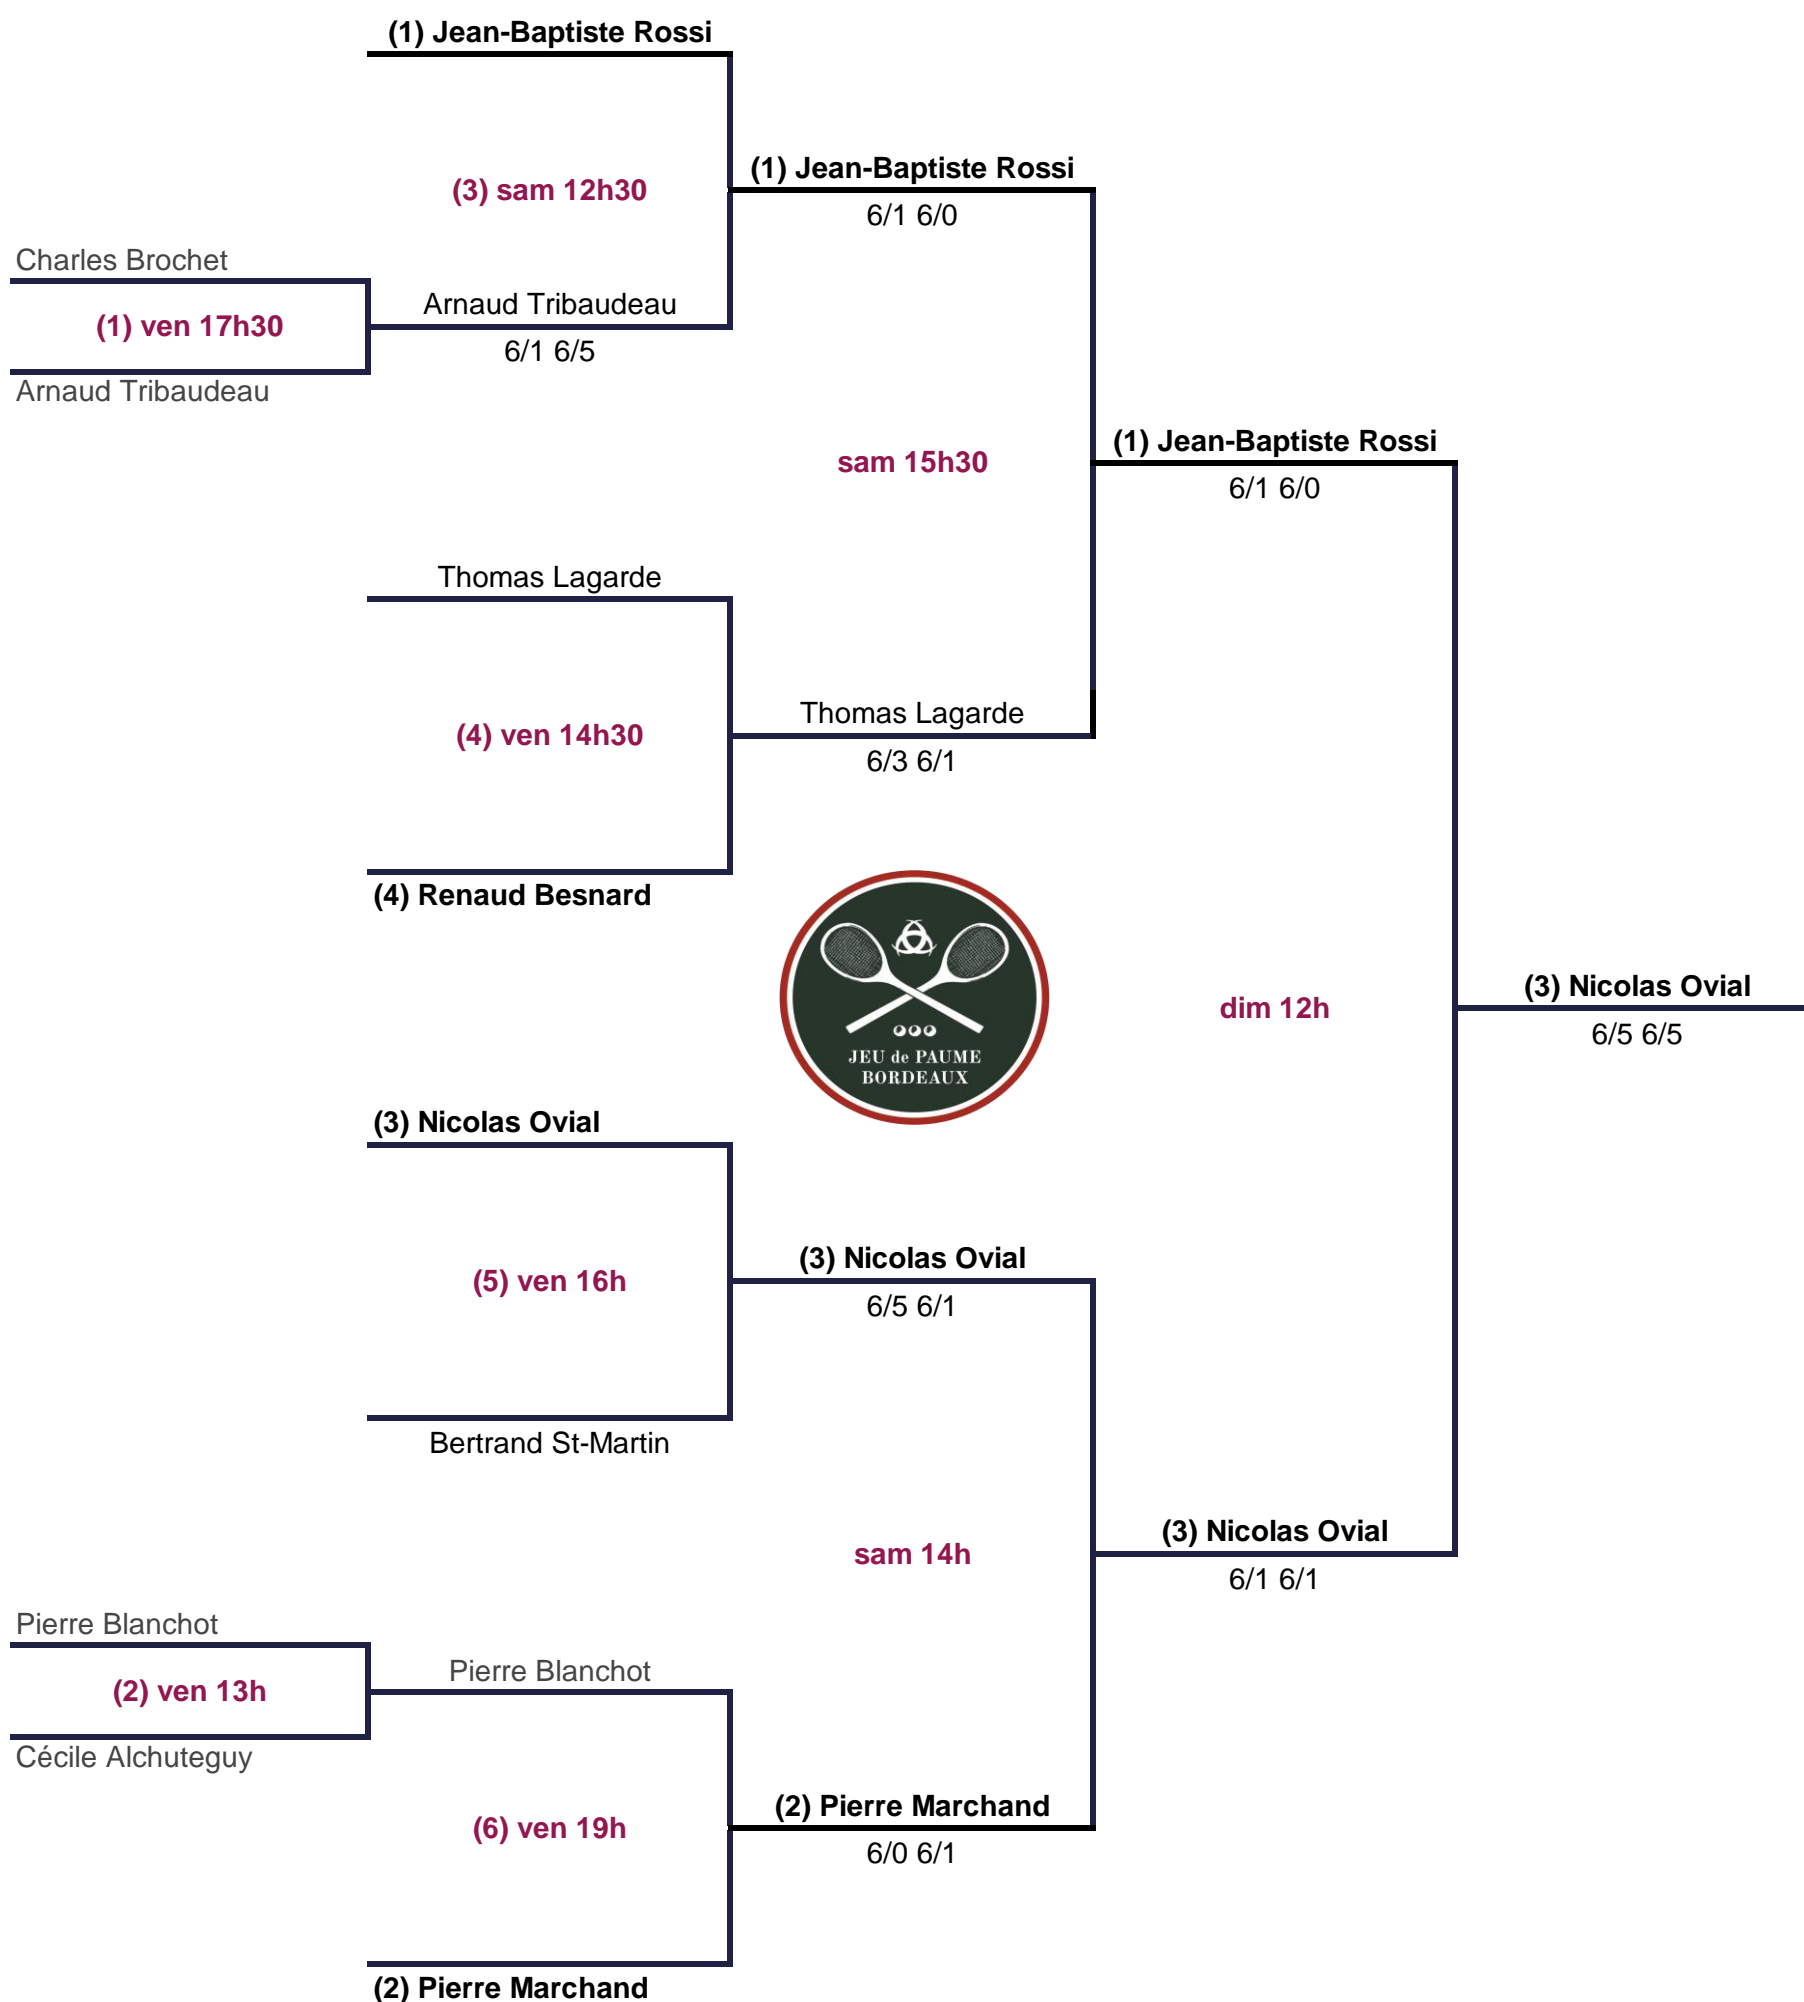 (1) Jean-Baptiste Rossi
(1) Jean-Baptiste Rossi
(3) sam 12h30
6/1 6/0
Charles Brochet
Arnaud Tribaudeau
(1) ven 17h30
6/1 6/5
Arnaud Tribaudeau
(1) Jean-Baptiste Rossi
sam 15h30
6/1 6/0
Thomas Lagarde
Thomas Lagarde
(4) ven 14h30
6/3 6/1
(4) Renaud Besnard
JEU de PAUME
BORDEAUX
(3) Nicolas Ovial
dim 12h
6/5 6/5
(3) Nicolas Ovial
(3) Nicolas Ovial
(5) ven 16h
6/5 6/1
Bertrand St-Martin
(3) Nicolas Ovial
sam 14h
6/1 6/1
Pierre Blanchot
Pierre Blanchot
(2) ven 13h
Cécile Alchuteguy
(2) Pierre Marchand
(6) ven 19h
6/0 6/1
(2) Pierre Marchand